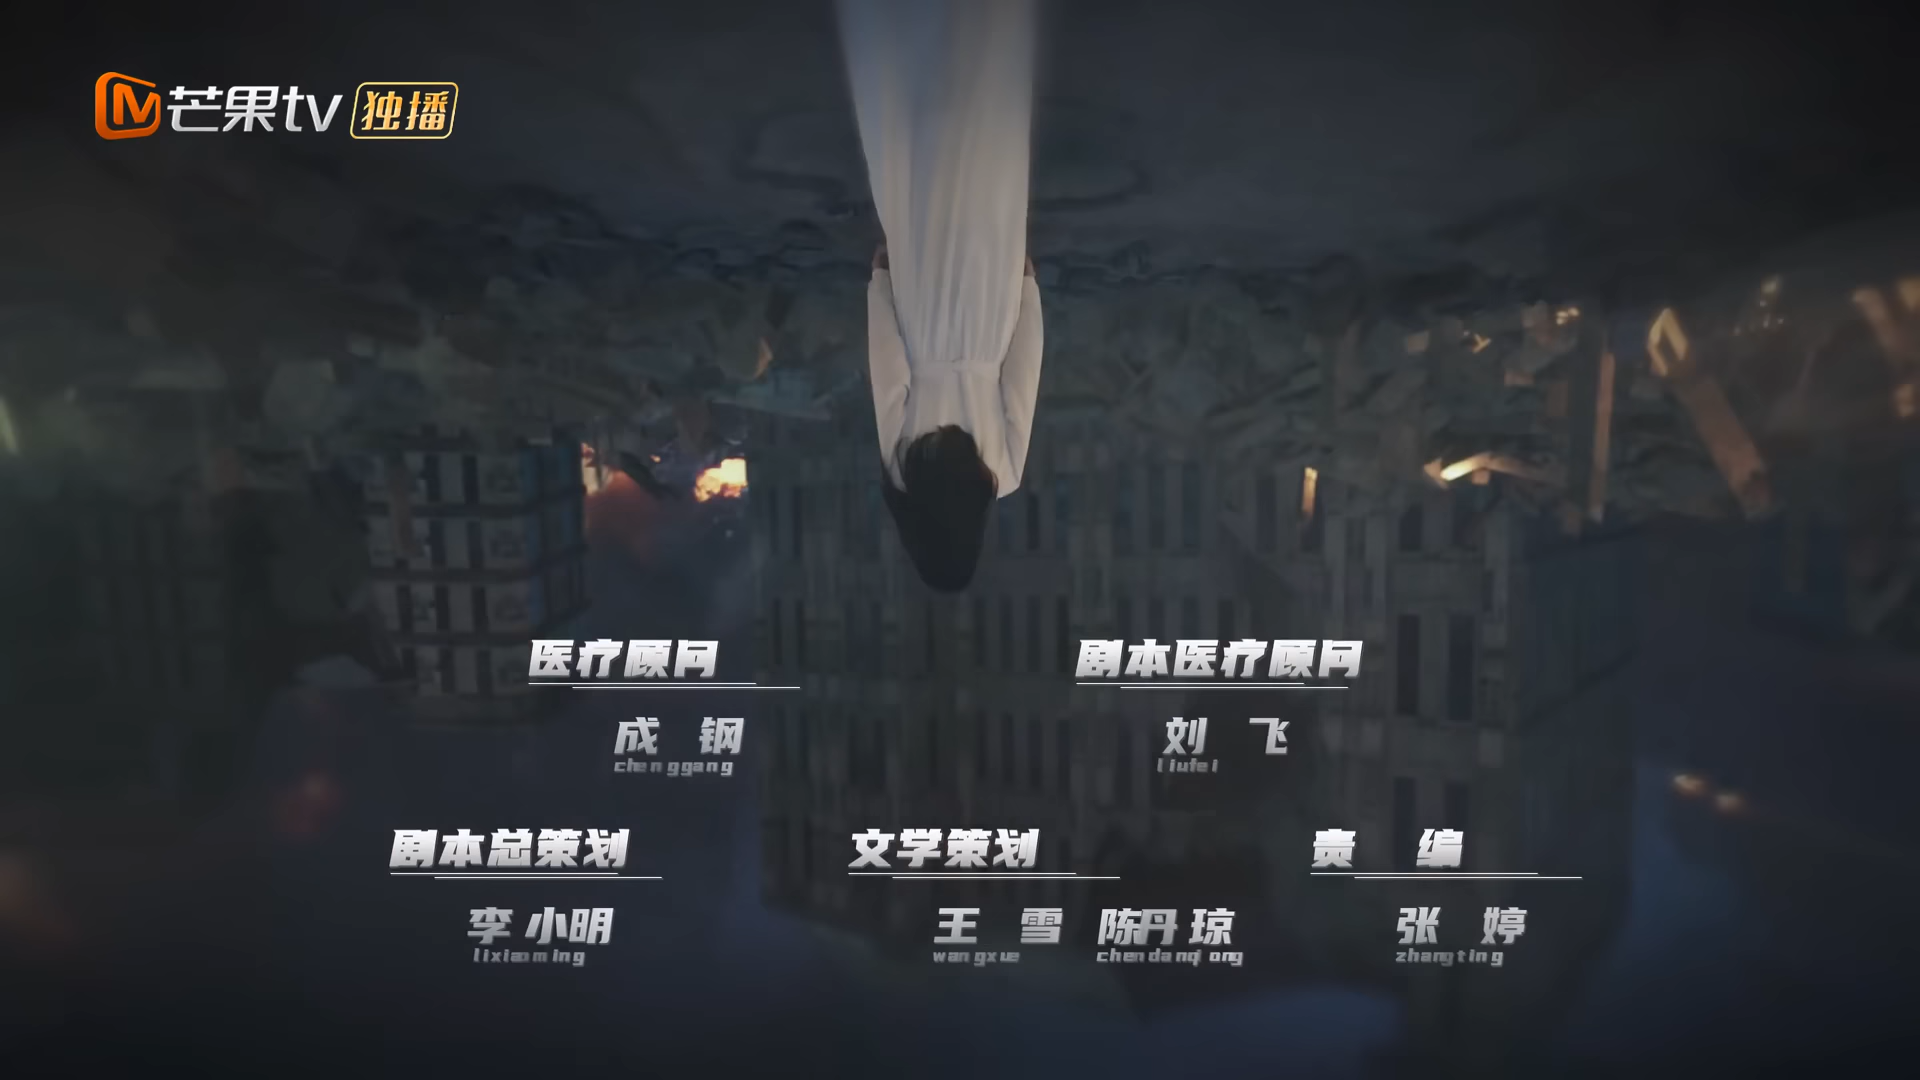 芒果tv 独播
医疗顾问 剧本医疗顾问
成 钢 刘 飞
chenggang liufei
剧本总策划 文学策划 责 编
李小明 王 雪 陈丹琼 张 婷
lixiaoming wangxue chendanqiong zhangting